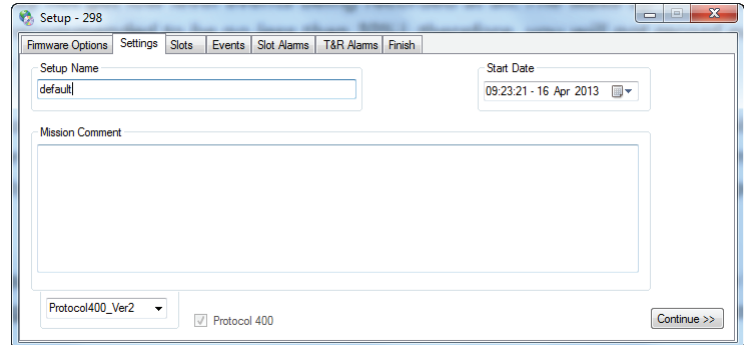 Setup - 298
Firmware Options Settings Slots Events Slot Alarms T&R Alarms Finish
Setup Name
default
Start Date
09:23:21 - 16 Apr 2013
Mission Comment
Protocol400_Ver2
Protocol 400
Continue >>